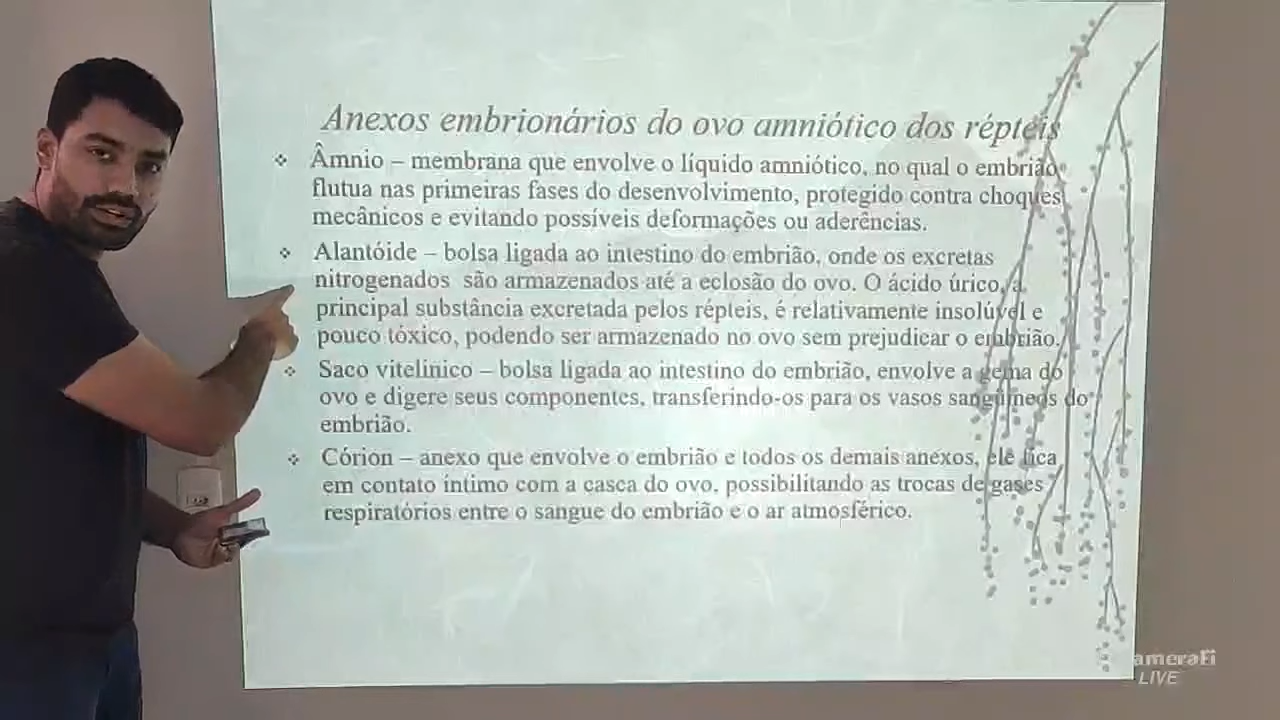 Anexos embrionários do ovo amniótico dos répteis
Âmnio – membrana que envolve o líquido amniótico, no qual o embrião
flutua nas primeiras fases do desenvolvimento, protegido contra choques
mecânicos e evitando possíveis deformações ou aderências.
Alantóide – bolsa ligada ao intestino do embrião, onde os excretas
nitrogenados são armazenados até a eclosão do ovo. O ácido úrico, a
principal substância excretada pelos répteis, é relativamente insolúvel e
pouco tóxico, podendo ser armazenado no ovo sem prejudicar o embrião.
Saco vitelinico – bolsa ligada ao intestino do embrião, envolve a gema do
ovo e digere seus componentes, transferindo-os para os vasos sanguíneos do
embrião.
Córion – anexo que envolve o embrião e todos os demais anexos, ele fica
em contato íntimo com a casca do ovo, possibilitando as trocas de gases
respiratórios entre o sangue do embrião e o ar atmosférico.
ameraFi
LIVE